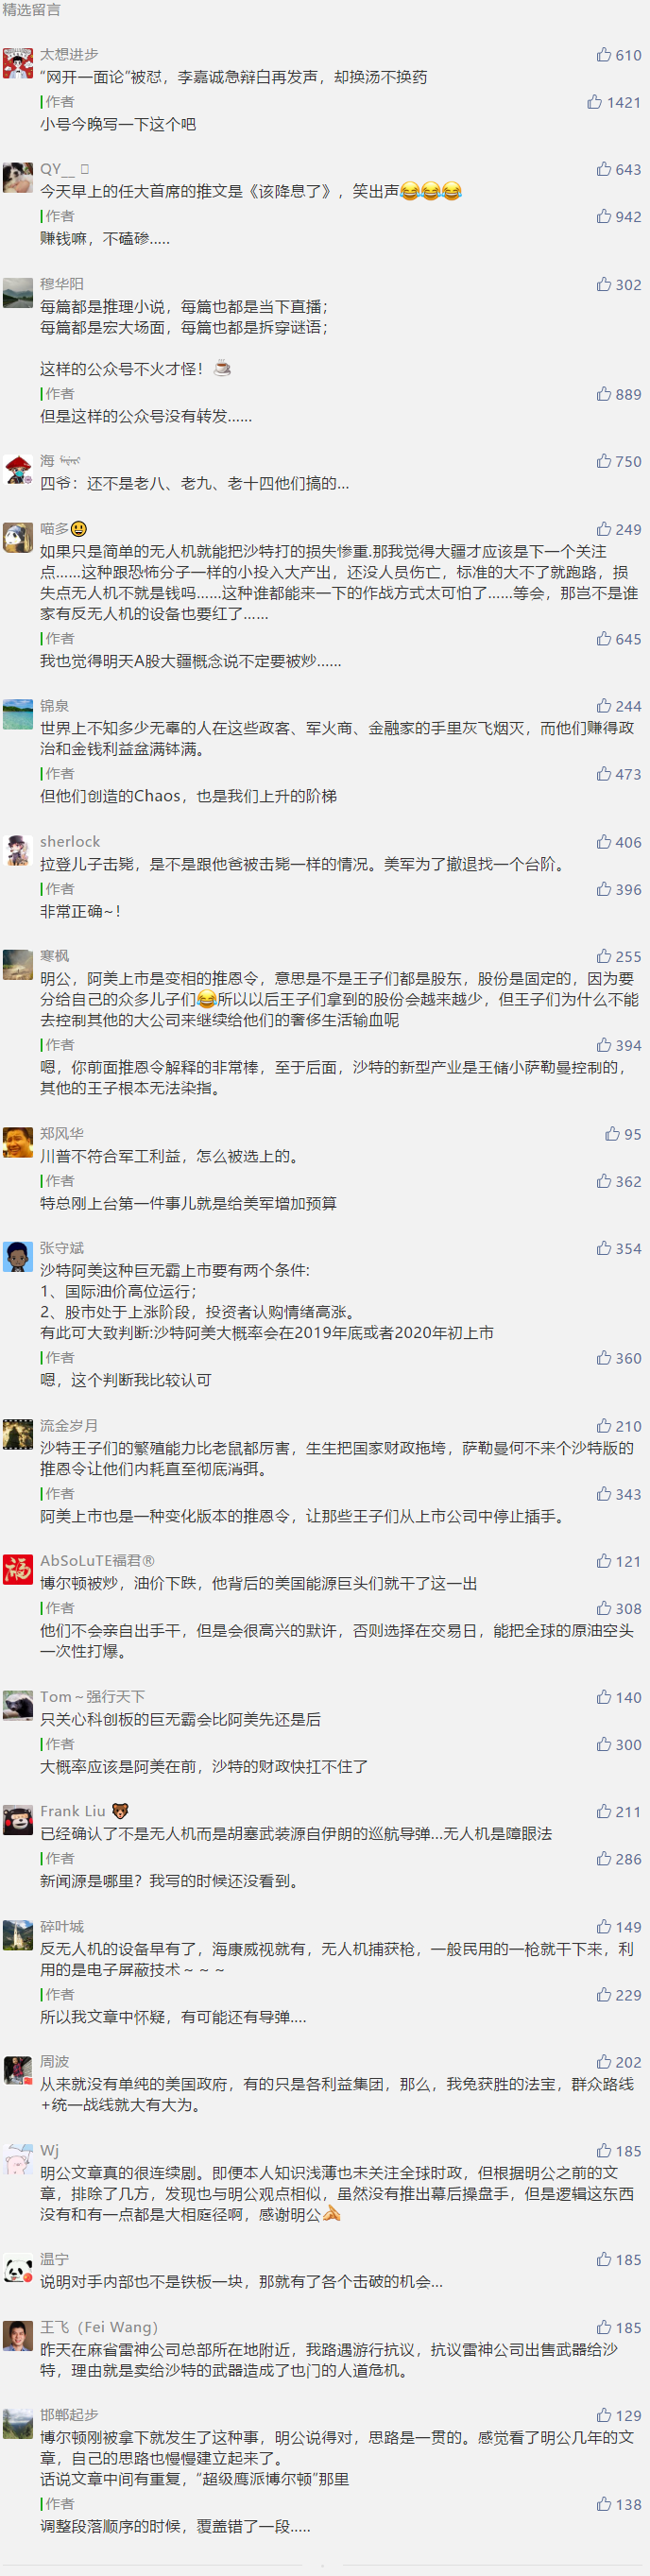 精选留言
太想进步
610
“网开一面论”被怼，李嘉诚急辩白再发声，却换汤不换药
作者
1421
小号今晚写一下这个吧
QY__
643
今天早上的任大首席的推文是《该降息了》，笑出声😂😂😂
作者
942
赚钱嘛，不磕碜.....
穆华阳
302
每篇都是推理小说，每篇也都是当下直播；
每篇都是宏大场面，每篇也都是拆穿谜语；
这样的公众号不火才怪！☕
作者
889
但是这样的公众号没有转发......
海
750
四爷：还不是老八、老九、老十四他们搞的...
喵多😃
249
如果只是简单的无人机就能把沙特打的损失惨重.那我觉得大疆才应该是下一个关注
点......这种跟恐怖分子一样的小投入大产出，还没人员伤亡，标准的大不了就跑路，损
失点无人机不就是钱吗......这种谁都能来一下的作战方式太可怕了......等会，那岂不是谁
家有反无人机的设备也要红了......
作者
645
我也觉得明天A股大疆概念说不定要被炒......
锦泉
244
世界上不知多少无辜的人在这些政客、军火商、金融家的手里灰飞烟灭，而他们赚得政
治和金钱利益盆满钵满。
作者
473
但他们创造的Chaos，也是我们上升的阶梯
sherlock
406
拉登儿子击毙，是不是跟他爸被击毙一样的情况。美军为了撤退找一个台阶。
作者
396
非常正确~！
寒枫
255
明公，阿美上市是变相的推恩令，意思是不是王子们都是股东，股份是固定的，因为要
分给自己的众多儿子们😂所以以后王子们拿到的股份会越来越少，但王子们为什么不能
去控制其他的大公司来继续给他们的奢侈生活输血呢
作者
394
嗯，你前面推恩令解释的非常棒，至于后面，沙特的新型产业是王储小萨勒曼控制的，
其他的王子根本无法染指。
郑风华
95
川普不符合军工利益，怎么被选上的。
作者
362
特总刚上台第一件事儿就是给美军增加预算
张守斌
354
沙特阿美这种巨无霸上市要有两个条件:
1、国际油价高位运行；
2、股市处于上涨阶段，投资者认购情绪高涨。
有此可大致判断:沙特阿美大概率会在2019年底或者2020年初上市
作者
360
嗯，这个判断我比较认可
流金岁月
210
沙特王子们的繁殖能力比老鼠都厉害，生生把国家财政拖垮，萨勒曼何不来个沙特版的
推恩令让他们内耗直至彻底消弭。
作者
343
阿美上市也是一种变化版本的推恩令，让那些王子们从上市公司中停止插手。
AbSoLuTE福君®
121
博尔顿被炒，油价下跌，他背后的美国能源巨头们就干了这一出
作者
308
他们不会亲自出手干，但是会很高兴的默许，否则选择在交易日，能把全球的原油空头
一次性打爆。
Tom～强行天下
140
只关心科创板的巨无霸会比阿美先还是后
作者
300
大概率应该是阿美在前，沙特的财政快扛不住了
Frank Liu 🐻
211
已经确认了不是无人机而是胡塞武装源自伊朗的巡航导弹...无人机是障眼法
作者
286
新闻源是哪里？我写的时候还没看到。
碎叶城
149
反无人机的设备早有了，海康威视就有，无人机捕获枪，一般民用的一枪就干下来，利
用的是电子屏蔽技术～～～
作者
229
所以我文章中怀疑，有可能还有导弹....
周波
202
从来就没有单纯的美国政府，有的只是各利益集团，那么，我兔获胜的法宝，群众路线
+统一战线就大有大为。
Wj
185
明公文章真的很连续剧。即便本人知识浅薄也未关注全球时政，但根据明公之前的文
章，排除了几方，发现也与明公观点相似，虽然没有推出幕后操盘手，但是逻辑这东西
没有和有一点都是大相庭径啊，感谢明公🙏
温宁
185
说明对手内部也不是铁板一块，那就有了各个击破的机会...
王飞（Fei Wang）
185
昨天在麻省雷神公司总部所在地附近，我路遇游行抗议，抗议雷神公司出售武器给沙
特，理由就是卖给沙特的武器造成了也门的人道危机。
邯郸起步
129
博尔顿刚被拿下就发生了这种事，明公说得对，思路是一贯的。感觉看了明公几年的文
章，自己的思路也慢慢建立起来了。
话说文章中间有重复，“超级鹰派博尔顿”那里
作者
138
调整段落顺序的时候，覆盖错了一段.....